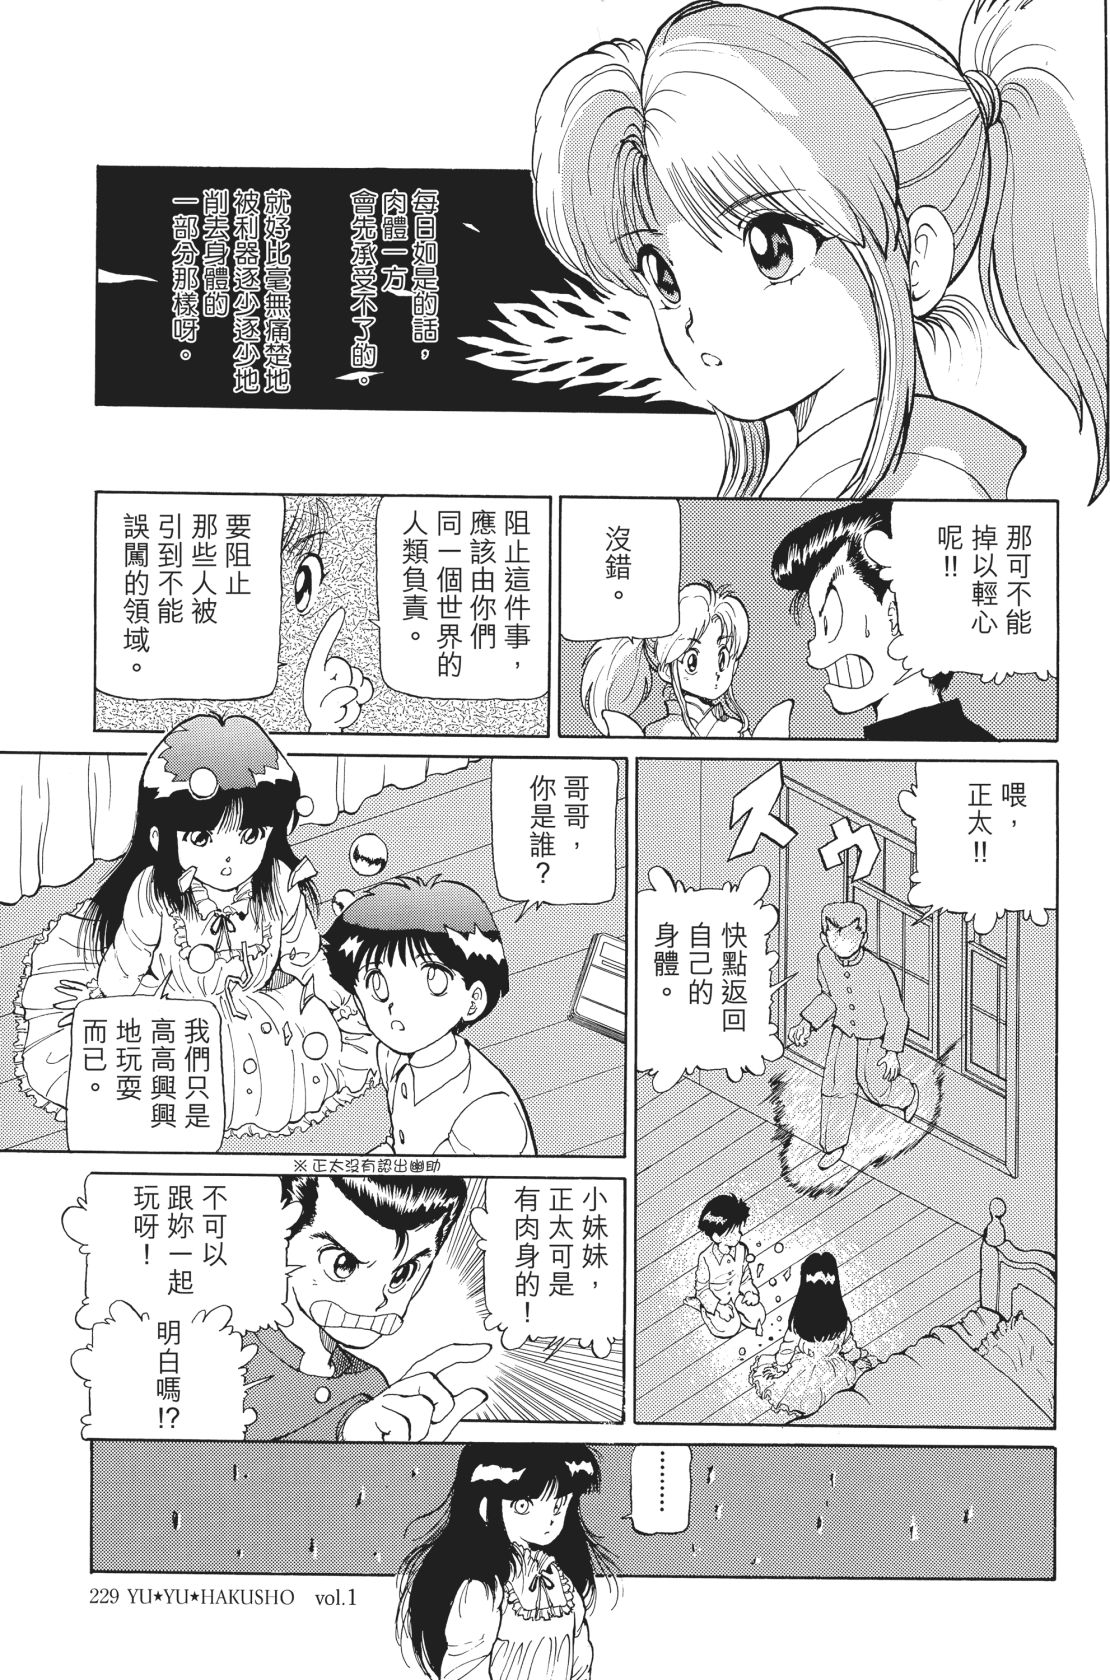 每日如是的話，
肉體一方
會先承受不了的。
就好比毫無痛楚地
被利器逐少逐少地
削去身體的
一部分那樣呀。
那可不能
掉以輕心
呢!!
沒錯。
阻止這件事，
應該由你們
同一個世界的
人類負責。
要阻止
那些人被
引到不能
誤闖的領域。
喂，
正太!!
スウ
快點返回
自己的
身體。
哥哥，
你是誰？
我們只是
高高興興
地玩耍
而已。
※正太沒有認出幽助
小妹妹，
正太可是
有肉身的！
不可以
跟妳一起
玩呀！
明白嗎!?
………
229 YU★YU★HAKUSHO vol.1